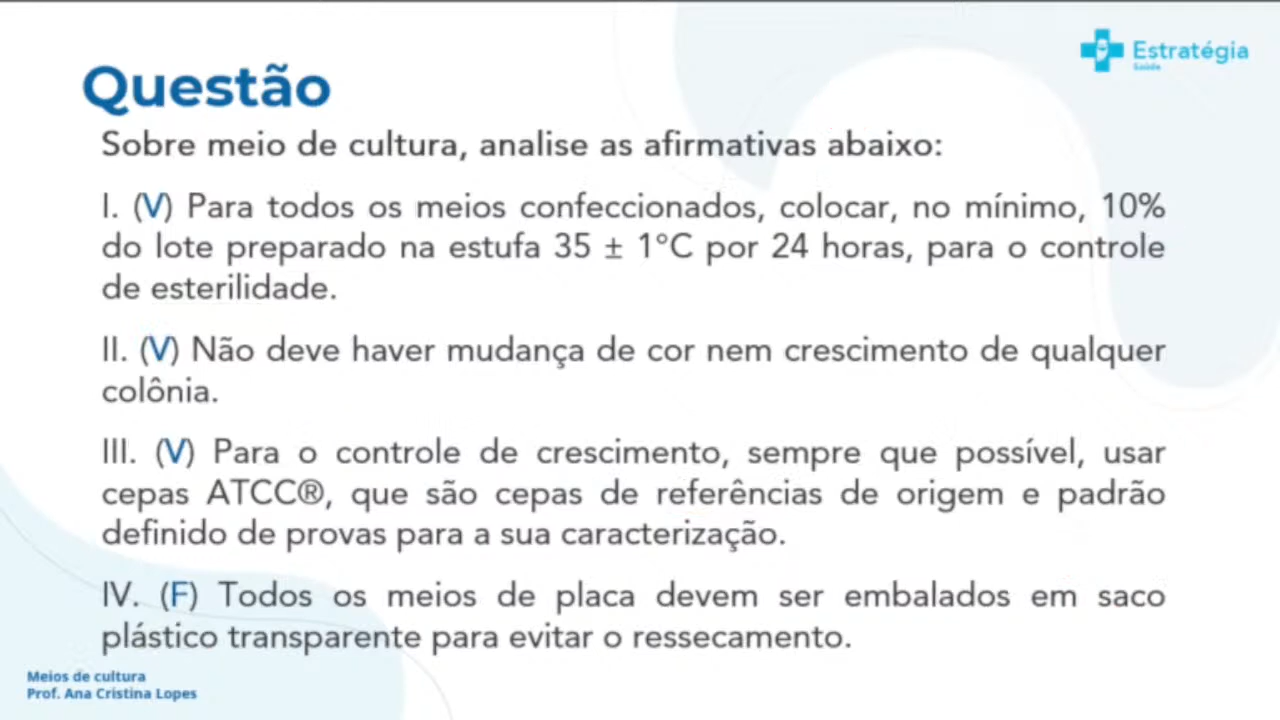 Estratégia
Saúde
Questão
Sobre meio de cultura, analise as afirmativas abaixo:
I. (V) Para todos os meios confeccionados, colocar, no mínimo, 10%
do lote preparado na estufa 35 ± 1°C por 24 horas, para o controle
de esterilidade.
II. (V) Não deve haver mudança de cor nem crescimento de qualquer
colônia.
III. (V) Para o controle de crescimento, sempre que possível, usar
cepas ATCC®, que são cepas de referências de origem e padrão
definido de provas para a sua caracterização.
IV. (F) Todos os meios de placa devem ser embalados em saco
plástico transparente para evitar o ressecamento.
Meios de cultura
Prof. Ana Cristina Lopes